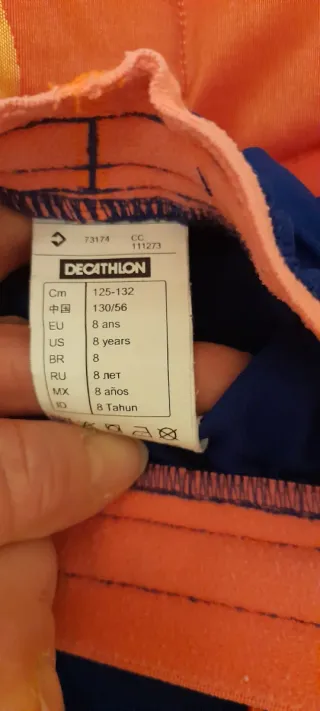 73174 CC
111273
DECATHLON
Cm 125-132
中国 130/56
EU 8 ans
US 8 years
BR 8
RU 8 лет
MX 8 años
ID 8 Tahun